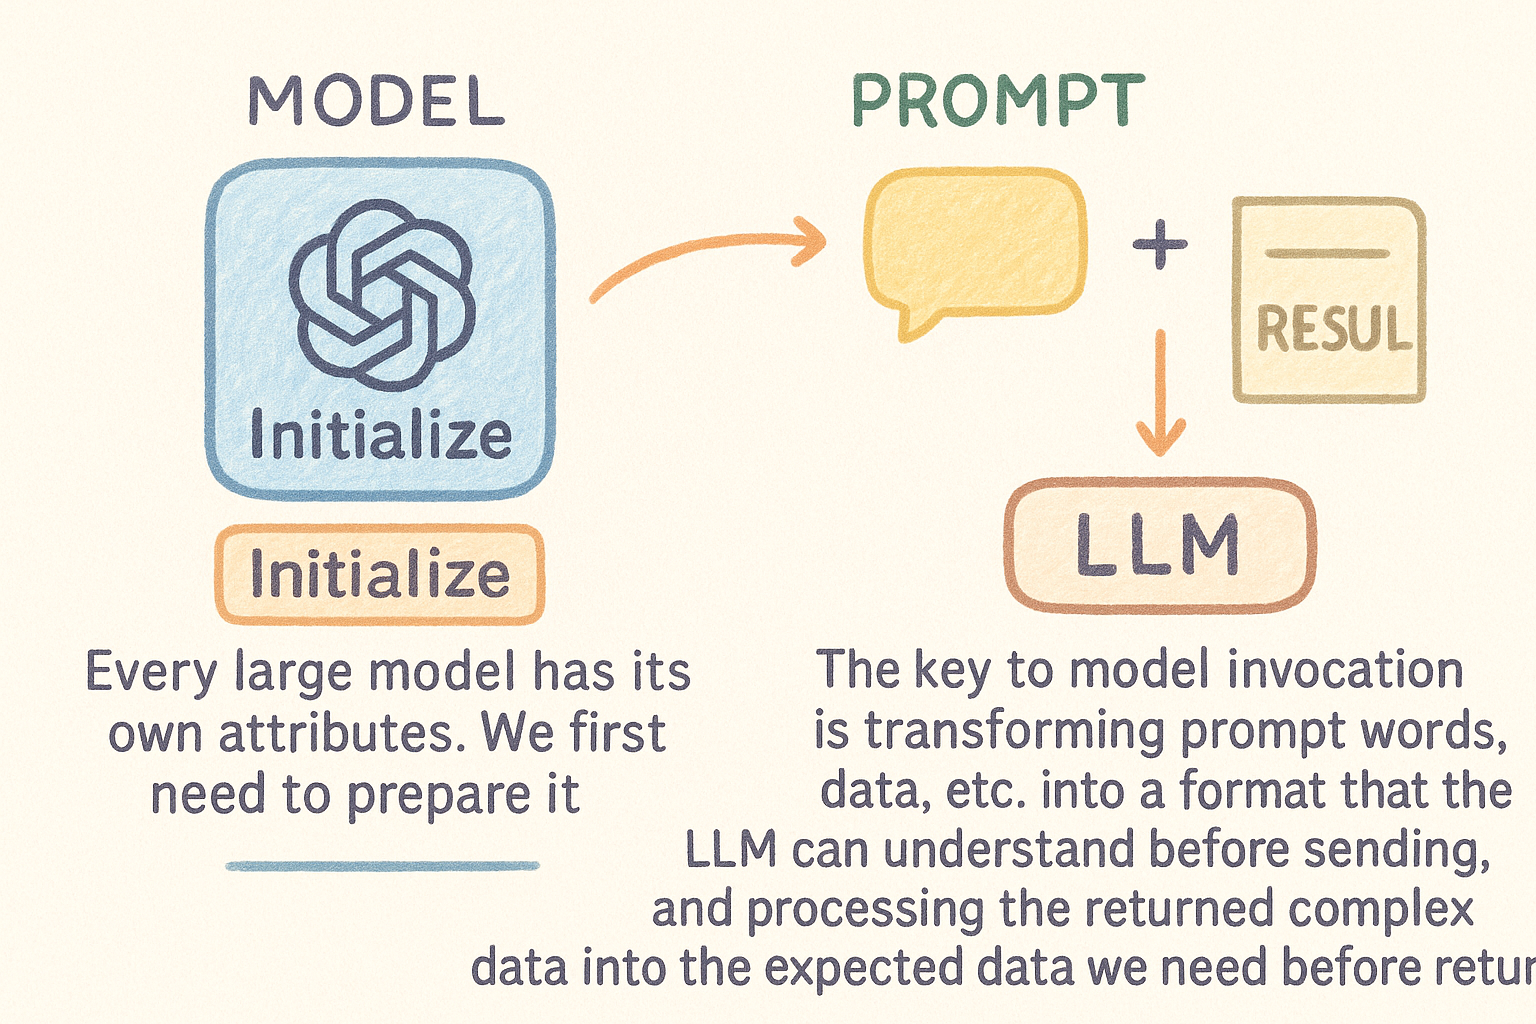 MODEL
Initialize
Initialize
Every large model has its
own attributes. We first
need to prepare it
PROMPT
+
RESUL
LLM
The key to model invocation
is transforming prompt words,
data, etc. into a format that the
LLM can understand before sending,
and processing the returned complex
data into the expected data we need before retur